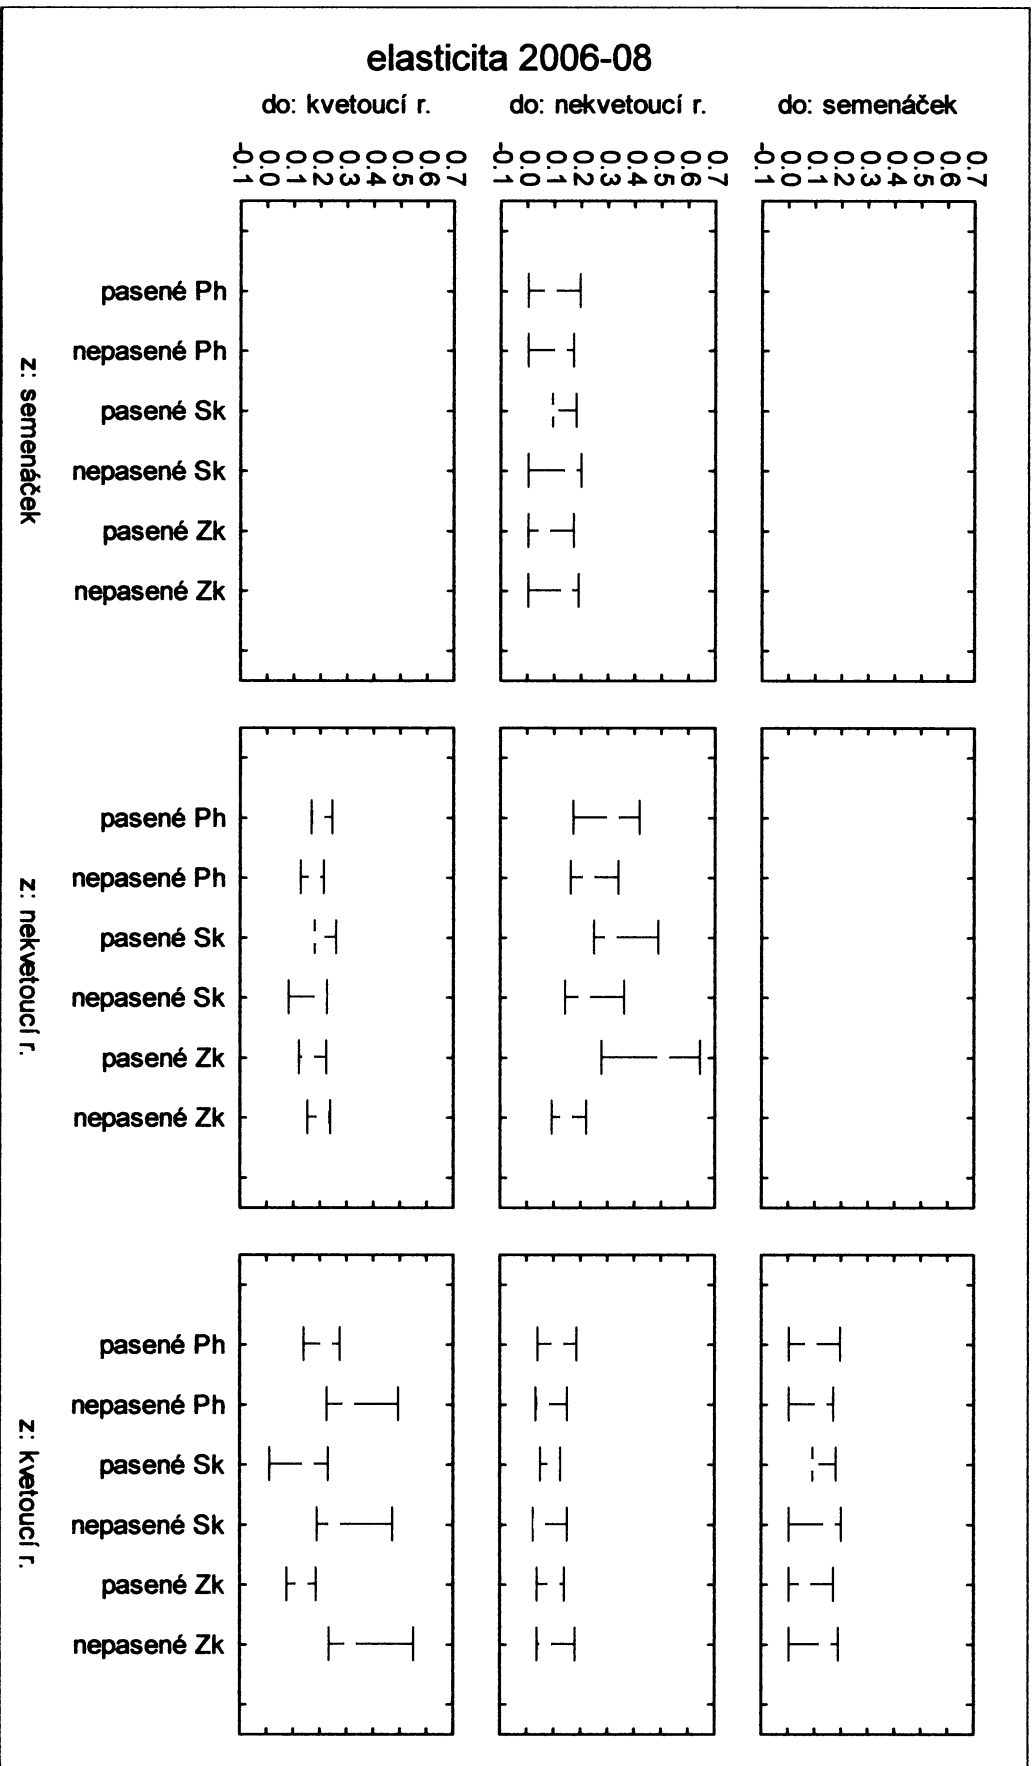 elasticita 2006-08
do: kvetoucí r.
do: nekvetoucí r.
do: semenáček
-0.1
0.0
0.1
0.2
0.3
0.4
0.5
0.6
0.7
-0.1
0.0
0.1
0.2
0.3
0.4
0.5
0.6
0.7
-0.1
0.0
0.1
0.2
0.3
0.4
0.5
0.6
0.7
pasené Ph
nepasené Ph
pasené Sk
nepasené Sk
pasené Zk
nepasené Zk
z: semenáček
pasené Ph
nepasené Ph
pasené Sk
nepasené Sk
pasené Zk
nepasené Zk
z: nekvetoucí r.
pasené Ph
nepasené Ph
pasené Sk
nepasené Sk
pasené Zk
nepasené Zk
z: kvetoucí r.